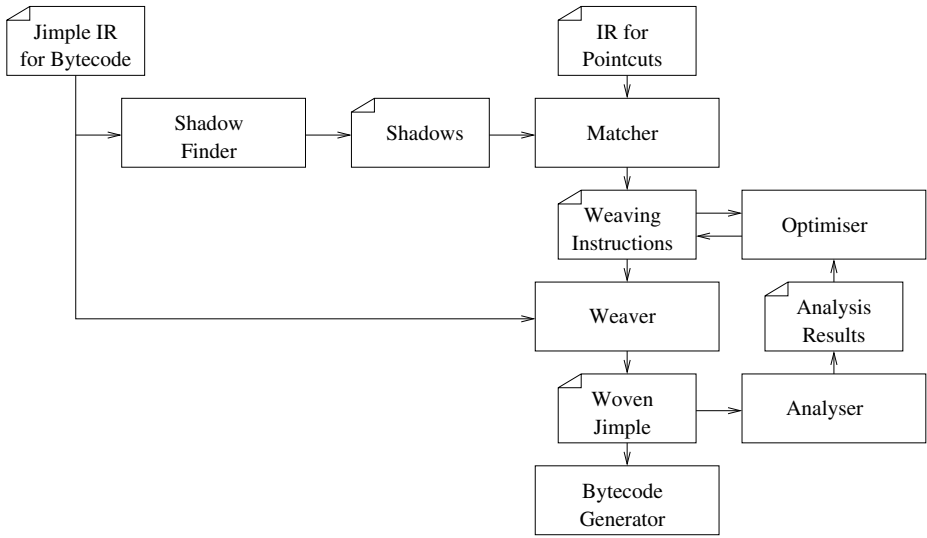 Jimple IR
for Bytecode
IR for
Pointcuts
Shadow
Finder
Shadows
Matcher
Weaving
Instructions
Optimiser
Weaver
Analysis
Results
Woven
Jimple
Analyser
Bytecode
Generator